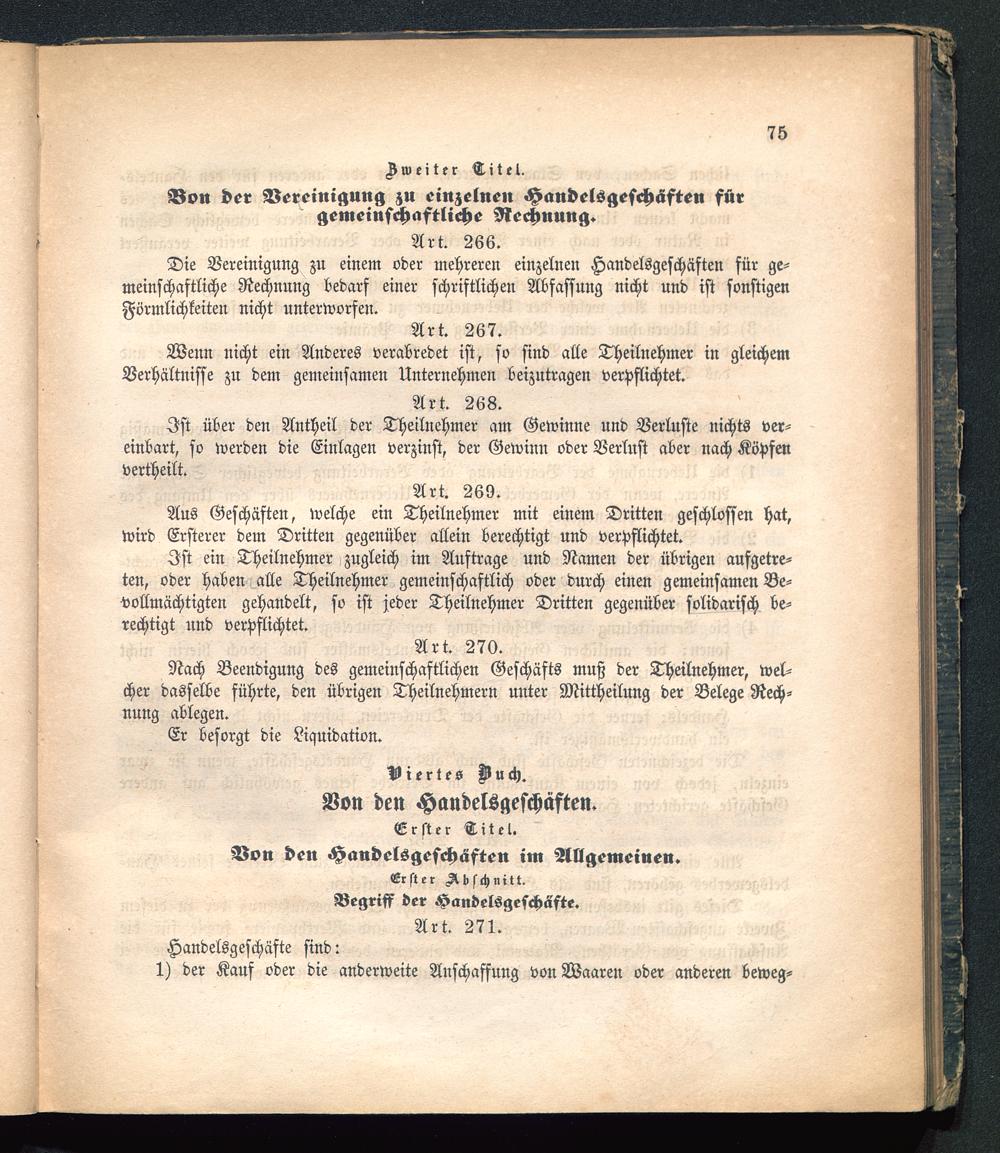 75
Zweiter Titel.
Von der Vereinigung zu einzelnen Handelsgeschäften für
gemeinschaftliche Rechnung.
Art. 266.
Die Vereinigung zu einem oder mehreren einzelnen Handelsgeschäften für ge-
meinschaftliche Rechnung bedarf einer schriftlichen Abfassung nicht und ist sonstigen
Förmlichkeiten nicht unterworfen.
Art. 267.
Wenn nicht ein Anderes verabredet ist, so sind alle Theilnehmer in gleichem
Verhältnisse zu dem gemeinsamen Unternehmen beizutragen verpflichtet.
Art. 268.
Ist über den Antheil der Theilnehmer am Gewinne und Verluste nichts ver-
einbart, so werden die Einlagen verzinst, der Gewinn oder Verlust aber nach Köpfen
vertheilt.
Art. 269.
Aus Geschäften, welche ein Theilnehmer mit einem Dritten geschlossen hat,
wird Ersterer dem Dritten gegenüber allein berechtigt und verpflichtet.
Ist ein Theilnehmer zugleich im Auftrage und Namen der übrigen aufgetre-
ten, oder haben alle Theilnehmer gemeinschaftlich oder durch einen gemeinsamen Be-
vollmächtigten gehandelt, so ist jeder Theilnehmer Dritten gegenüber solidarisch be-
rechtigt und verpflichtet.
Art. 270.
Nach Beendigung des gemeinschaftlichen Geschäfts muß der Theilnehmer, wel-
cher dasselbe führte, den übrigen Theilnehmern unter Mittheilung der Belege Rech-
nung ablegen.
Er besorgt die Liquidation.
Viertes Buch.
Von den Handelsgeschäften.
Erster Titel.
Von den Handelsgeschäften im Allgemeinen.
Erster Abschnitt.
Begriff der Handelsgeschäfte.
Art. 271.
Handelsgeschäfte sind:
1) der Kauf oder die anderweite Anschaffung von Waaren oder anderen beweg-